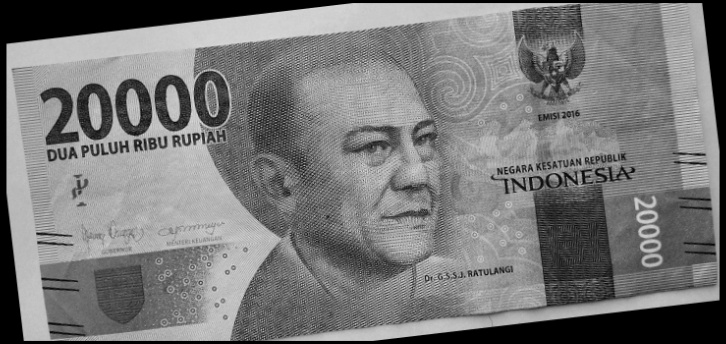 20000
DUA PULUH RIBU RUPIAH
EMISI 2016
NEGARA KESATUAN REPUBLIK
INDONESIA
20000
GUBERNUR
MENTERI KEUANGAN
Dr. G.S.S.J. RATULANGI